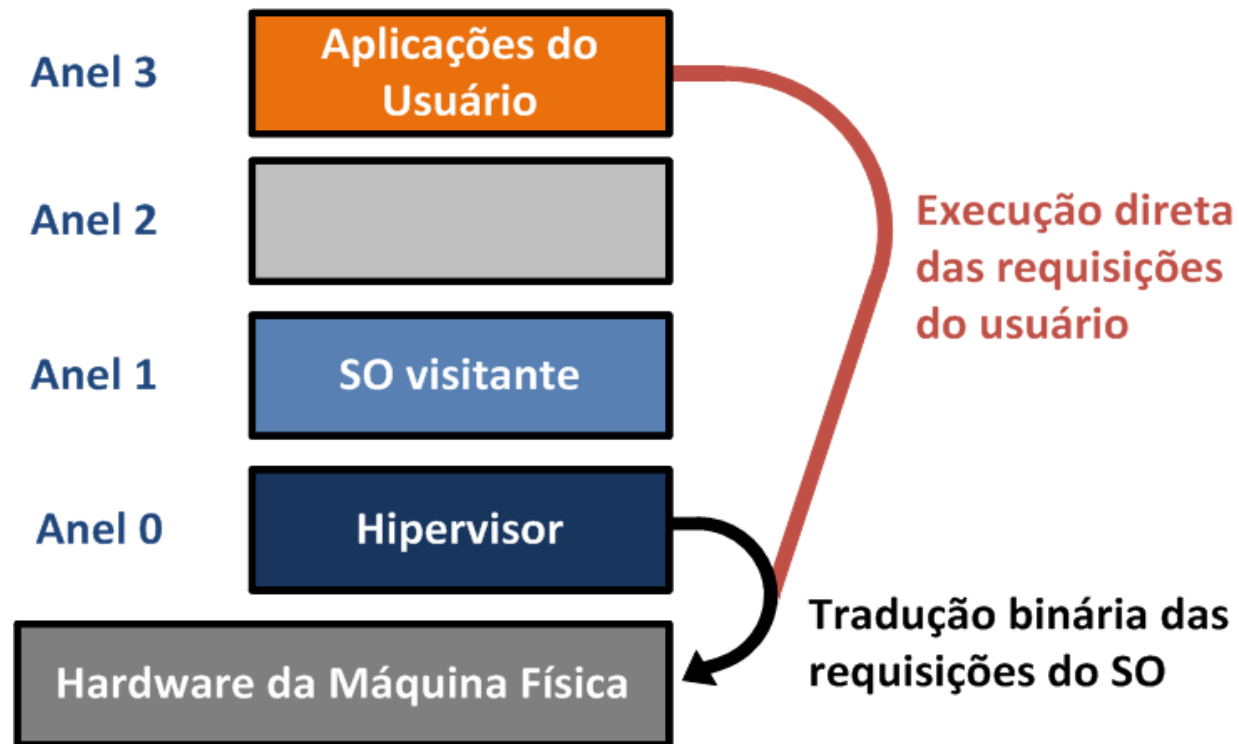 Anel 3
Aplicações do
Usuário
Anel 2
Execução direta
das requisições
do usuário
Anel 1
SO visitante
Anel 0
Hipervisor
Tradução binária das
requisições do SO
Hardware da Máquina Física